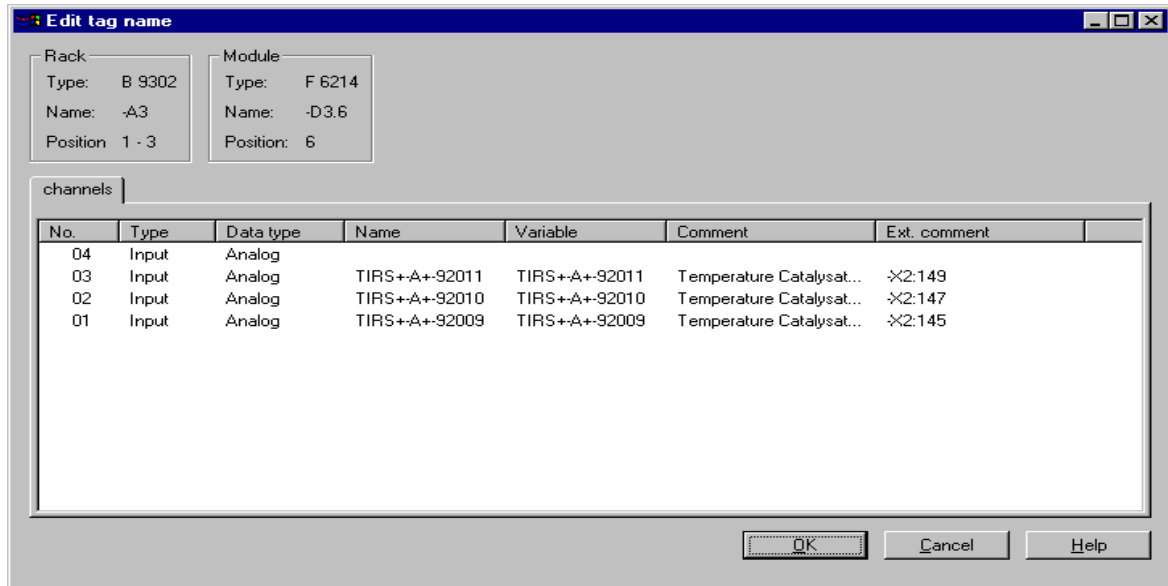 Edit tag name
Rack Module
Type: B 9302 Type: F 6214
Name: -A3 Name: -D3.6
Position 1 - 3 Position: 6
channels
No. Type Data type Name Variable Comment Ext. comment
04 Input Analog
03 Input Analog TIRS+-A+-92011 TIRS+-A+-92011 Temperature Catalysat... -X2:149
02 Input Analog TIRS+-A+-92010 TIRS+-A+-92010 Temperature Catalysat... -X2:147
01 Input Analog TIRS+-A+-92009 TIRS+-A+-92009 Temperature Catalysat... -X2:145
OK Cancel Help